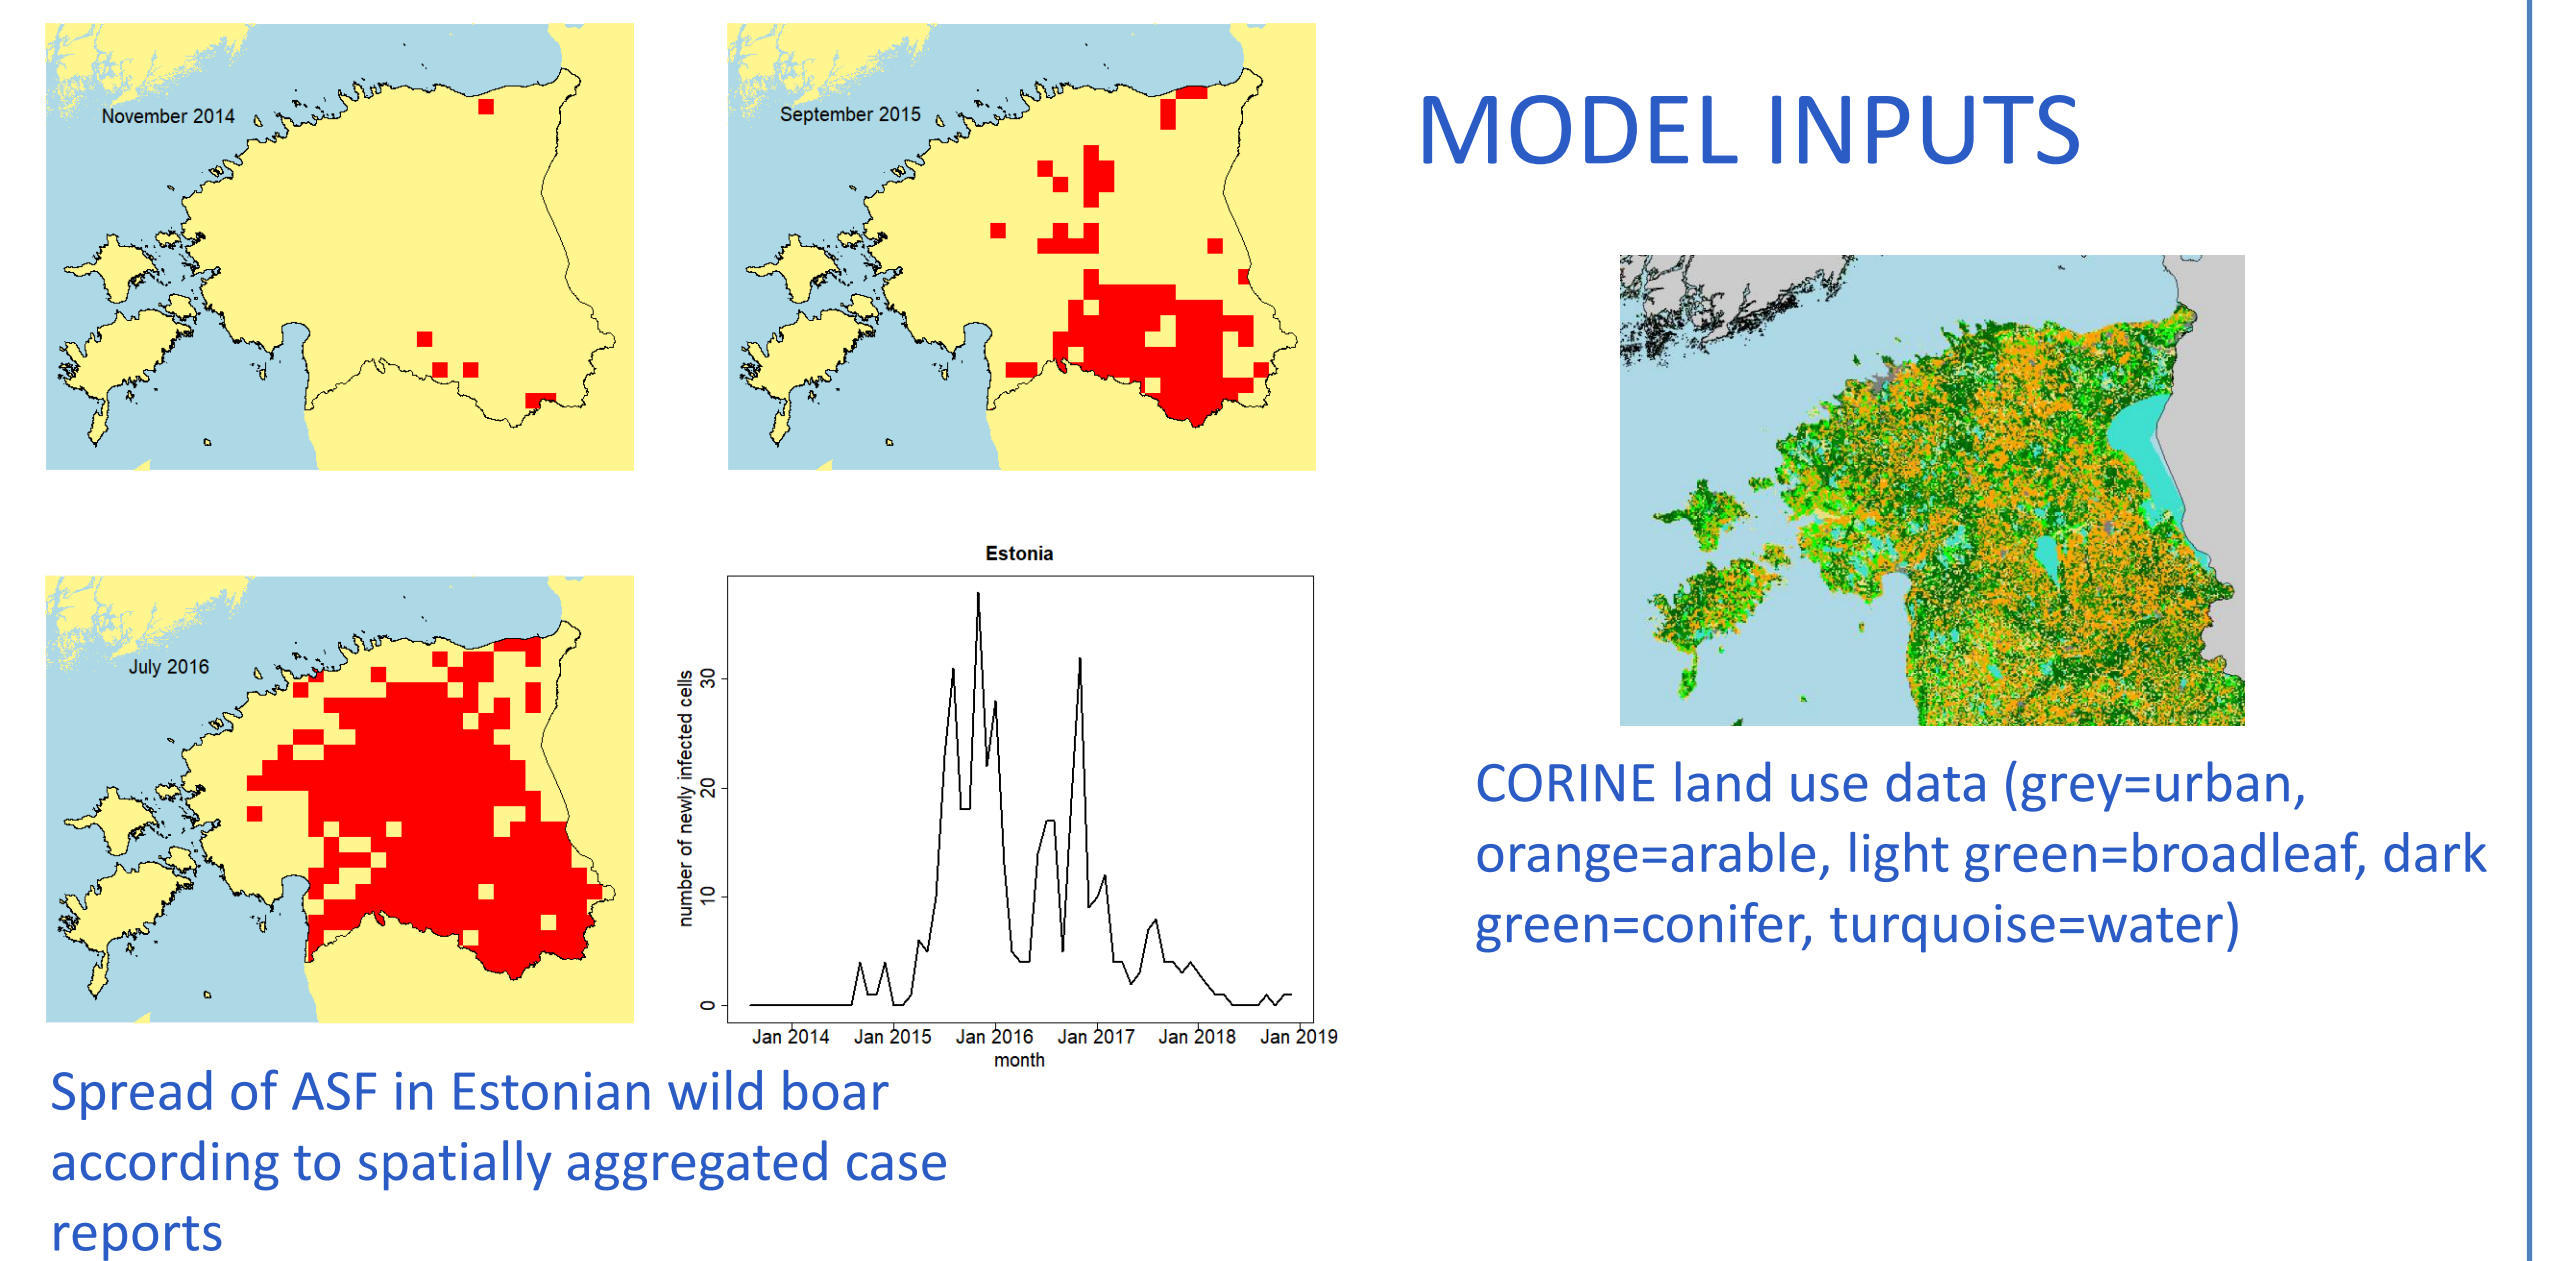 November 2014
September 2015
July 2016
Estonia
number of newly infected cells
0
10
20
30
Jan 2014
Jan 2015
Jan 2016
Jan 2017
Jan 2018
Jan 2019
month
Spread of ASF in Estonian wild boar
according to spatially aggregated case
reports
MODEL INPUTS
CORINE land use data (grey=urban,
orange=arable, light green=broadleaf, dark
green=conifer, turquoise=water)